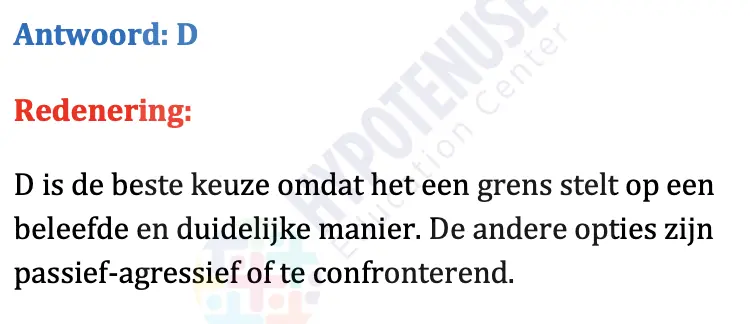 Antwoord: D
Redenering:
D is de beste keuze omdat het een grens stelt op een
beleefde en duidelijke manier. De andere opties zijn
passief-agressief of te confronterend.
HYPOTENUSE
Education Center